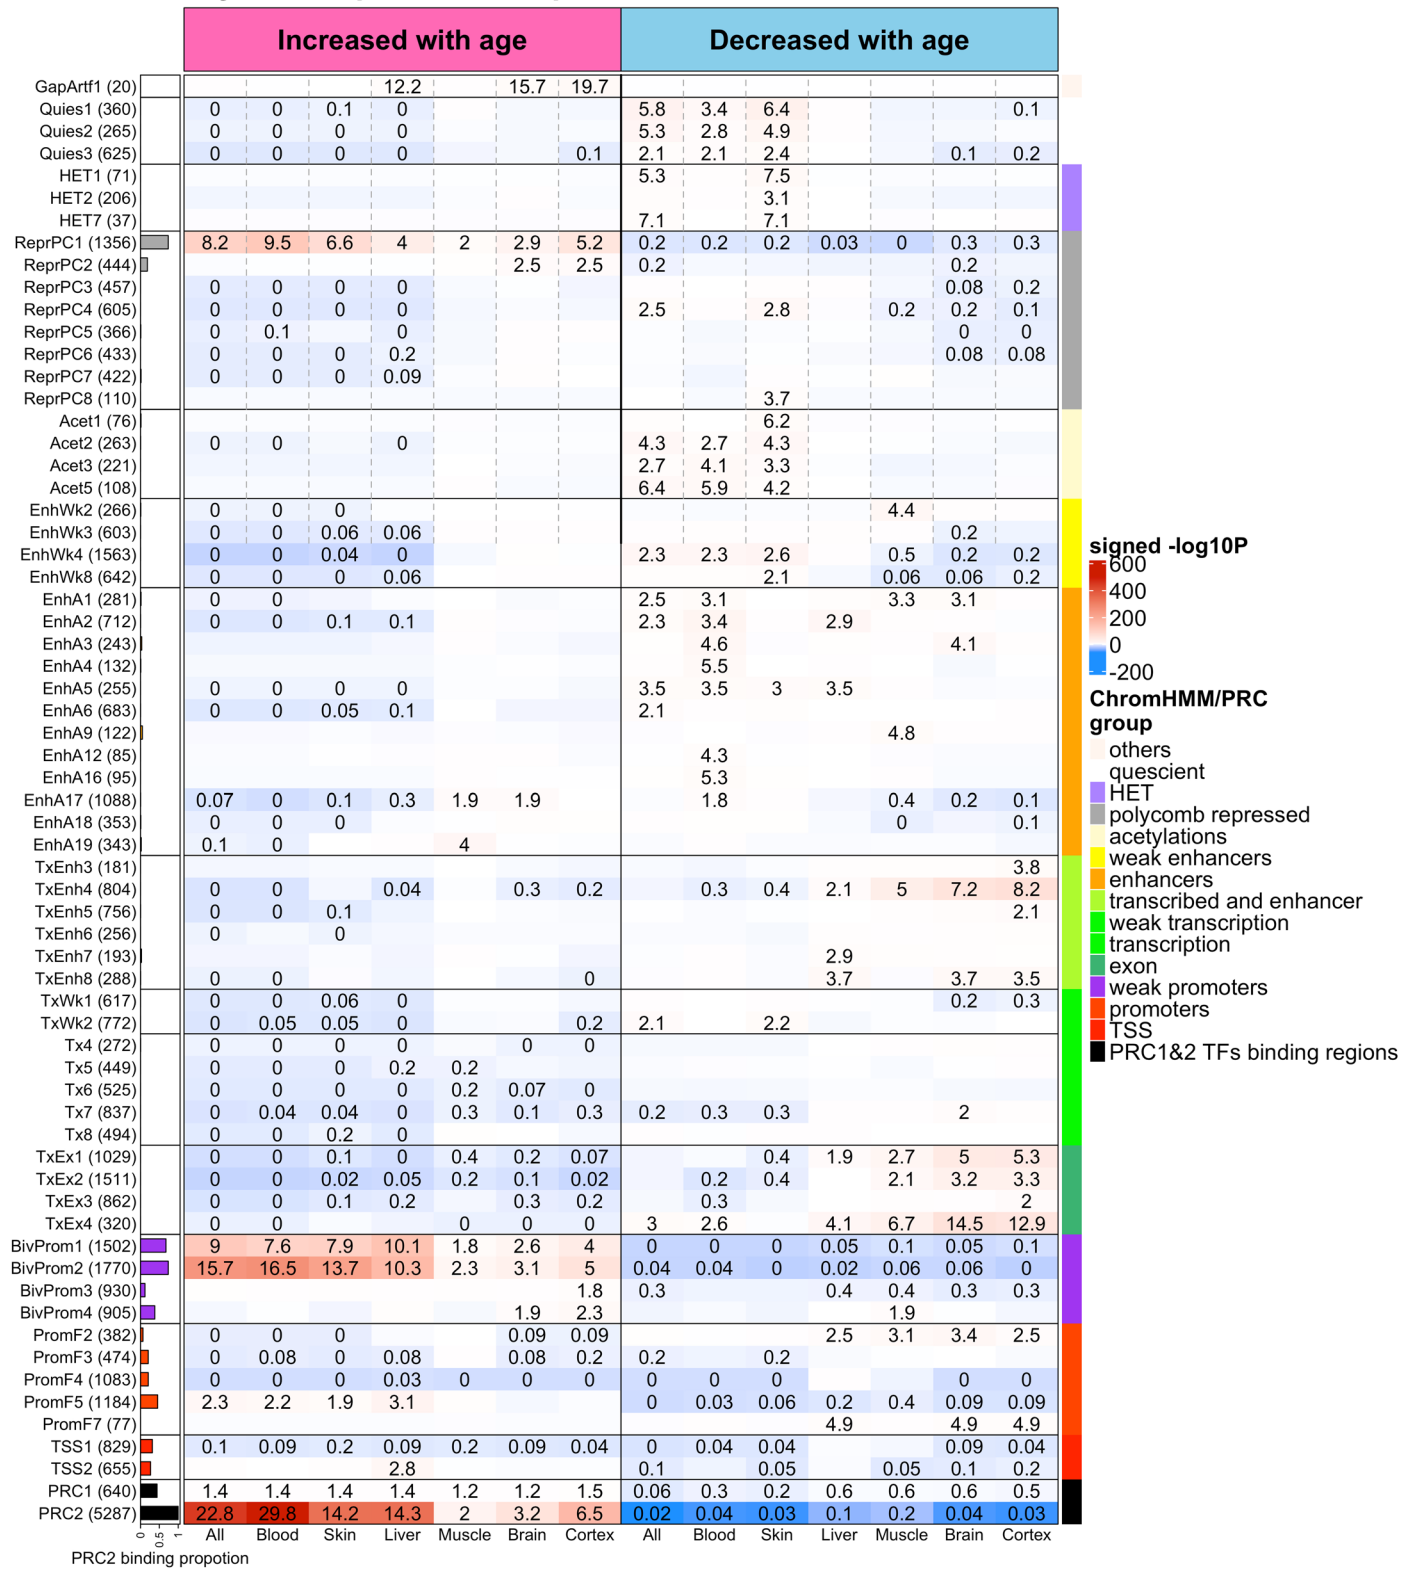 Increased with age Decreased with age
GapArtf1 (20) 12.2 15.7 19.7
Quies1 (360) 0 0 0.1 0 5.8 3.4 6.4 0.1
Quies2 (265) 0 0 0 0 5.3 2.8 4.9
Quies3 (625) 0 0 0 0 0.1 2.1 2.1 2.4 0.1 0.2
HET1 (71) 5.3 7.5
HET2 (206) 3.1
HET7 (37) 7.1 7.1
ReprPC1 (1356) 8.2 9.5 6.6 4 2 2.9 5.2 0.2 0.2 0.2 0.03 0 0.3 0.3
ReprPC2 (444) 2.5 2.5 0.2 0.2
ReprPC3 (457) 0 0 0 0 0.08 0.2
ReprPC4 (605) 0 0 0 0 2.5 2.8 0.2 0.2 0.1
ReprPC5 (366) 0 0.1 0 0 0
ReprPC6 (433) 0 0 0 0.2 0.08 0.08
ReprPC7 (422) 0 0 0 0.09
ReprPC8 (110) 3.7
Acet1 (76) 6.2
Acet2 (263) 0 0 0 4.3 2.7 4.3
Acet3 (221) 2.7 4.1 3.3
Acet5 (108) 6.4 5.9 4.2
EnhWk2 (266) 0 0 0 4.4
EnhWk3 (603) 0 0 0.06 0.06 0.2
EnhWk4 (1563) 0 0 0.04 0 2.3 2.3 2.6 0.5 0.2 0.2
EnhWk8 (642) 0 0 0 0.06 2.1 0.06 0.06 0.2
EnhA1 (281) 0 0 2.5 3.1 3.3 3.1
EnhA2 (712) 0 0 0.1 0.1 2.3 3.4 2.9
EnhA3 (243) 4.6 4.1
EnhA4 (132) 5.5
EnhA5 (255) 0 0 0 0 3.5 3.5 3 3.5
EnhA6 (683) 0 0 0.05 0.1 2.1
EnhA9 (122) 4.8
EnhA12 (85) 4.3
EnhA16 (95) 5.3
EnhA17 (1088) 0.07 0 0.1 0.3 1.9 1.9 1.8 0.4 0.2 0.1
EnhA18 (353) 0 0 0 0 0.1
EnhA19 (343) 0.1 0 4
TxEnh3 (181) 3.8
TxEnh4 (804) 0 0 0.04 0.3 0.2 0.3 0.4 2.1 5 7.2 8.2
TxEnh5 (756) 0 0 0.1 2.1
TxEnh6 (256) 0 0
TxEnh7 (193) 2.9
TxEnh8 (288) 0 0 0 3.7 3.7 3.5
TxWk1 (617) 0 0 0.06 0 0.2 0.3
TxWk2 (772) 0 0.05 0.05 0 0.2 2.1 2.2
Tx4 (272) 0 0 0 0 0 0
Tx5 (449) 0 0 0 0.2 0.2
Tx6 (525) 0 0 0 0 0.2 0.07 0
Tx7 (837) 0 0.04 0.04 0 0.3 0.1 0.3 0.2 0.3 0.3 2
Tx8 (494) 0 0 0.2 0
TxEx1 (1029) 0 0 0.1 0 0.4 0.2 0.07 0.4 1.9 2.7 5 5.3
TxEx2 (1511) 0 0 0.02 0.05 0.2 0.1 0.02 0.2 0.4 2.1 3.2 3.3
TxEx3 (862) 0 0 0.1 0.2 0.3 0.2 0.3 2
TxEx4 (320) 0 0 0 0 0 3 2.6 4.1 6.7 14.5 12.9
BivProm1 (1502) 9 7.6 7.9 10.1 1.8 2.6 4 0 0 0 0.05 0.1 0.05 0.1
BivProm2 (1770) 15.7 16.5 13.7 10.3 2.3 3.1 5 0.04 0.04 0 0.02 0.06 0.06 0
BivProm3 (930) 1.8 0.3 0.4 0.4 0.3 0.3
BivProm4 (905) 1.9 2.3 1.9
PromF2 (382) 0 0 0 0.09 0.09 2.5 3.1 3.4 2.5
PromF3 (474) 0 0.08 0 0.08 0.08 0.2 0.2 0.2
PromF4 (1083) 0 0 0 0.03 0 0 0 0 0 0 0 0
PromF5 (1184) 2.3 2.2 1.9 3.1 0 0.03 0.06 0.2 0.4 0.09 0.09
PromF7 (77) 4.9 4.9 4.9
TSS1 (829) 0.1 0.09 0.2 0.09 0.2 0.09 0.04 0 0.04 0.04 0.09 0.04
TSS2 (655) 2.8 0.1 0.05 0.05 0.1 0.2
PRC1 (640) 1.4 1.4 1.4 1.4 1.2 1.2 1.5 0.06 0.3 0.2 0.6 0.6 0.6 0.5
PRC2 (5287) 22.8 29.8 14.2 14.3 2 3.2 6.5 0.02 0.04 0.03 0.1 0.2 0.04 0.03
0 0.5 1
All Blood Skin Liver Muscle Brain Cortex All Blood Skin Liver Muscle Brain Cortex
PRC2 binding propotion
signed -log10P
600
400
200
0
-200
ChromHMM/PRC
group
others
quescient
HET
polycomb repressed
acetylations
weak enhancers
enhancers
transcribed and enhancer
weak transcription
transcription
exon
weak promoters
promoters
TSS
PRC1&2 TFs binding regions